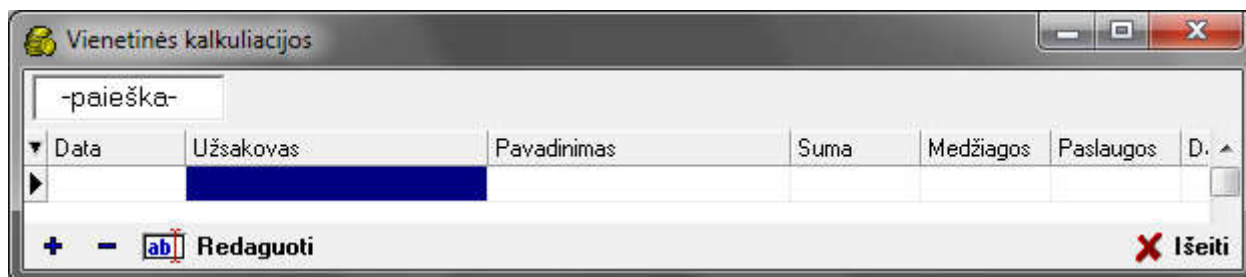 Vienetinės kalkuliacijos
-paieška-
Data Užsakovas Pavadinimas Suma Medžiagos Paslaugos
ab Redaguoti Išeiti